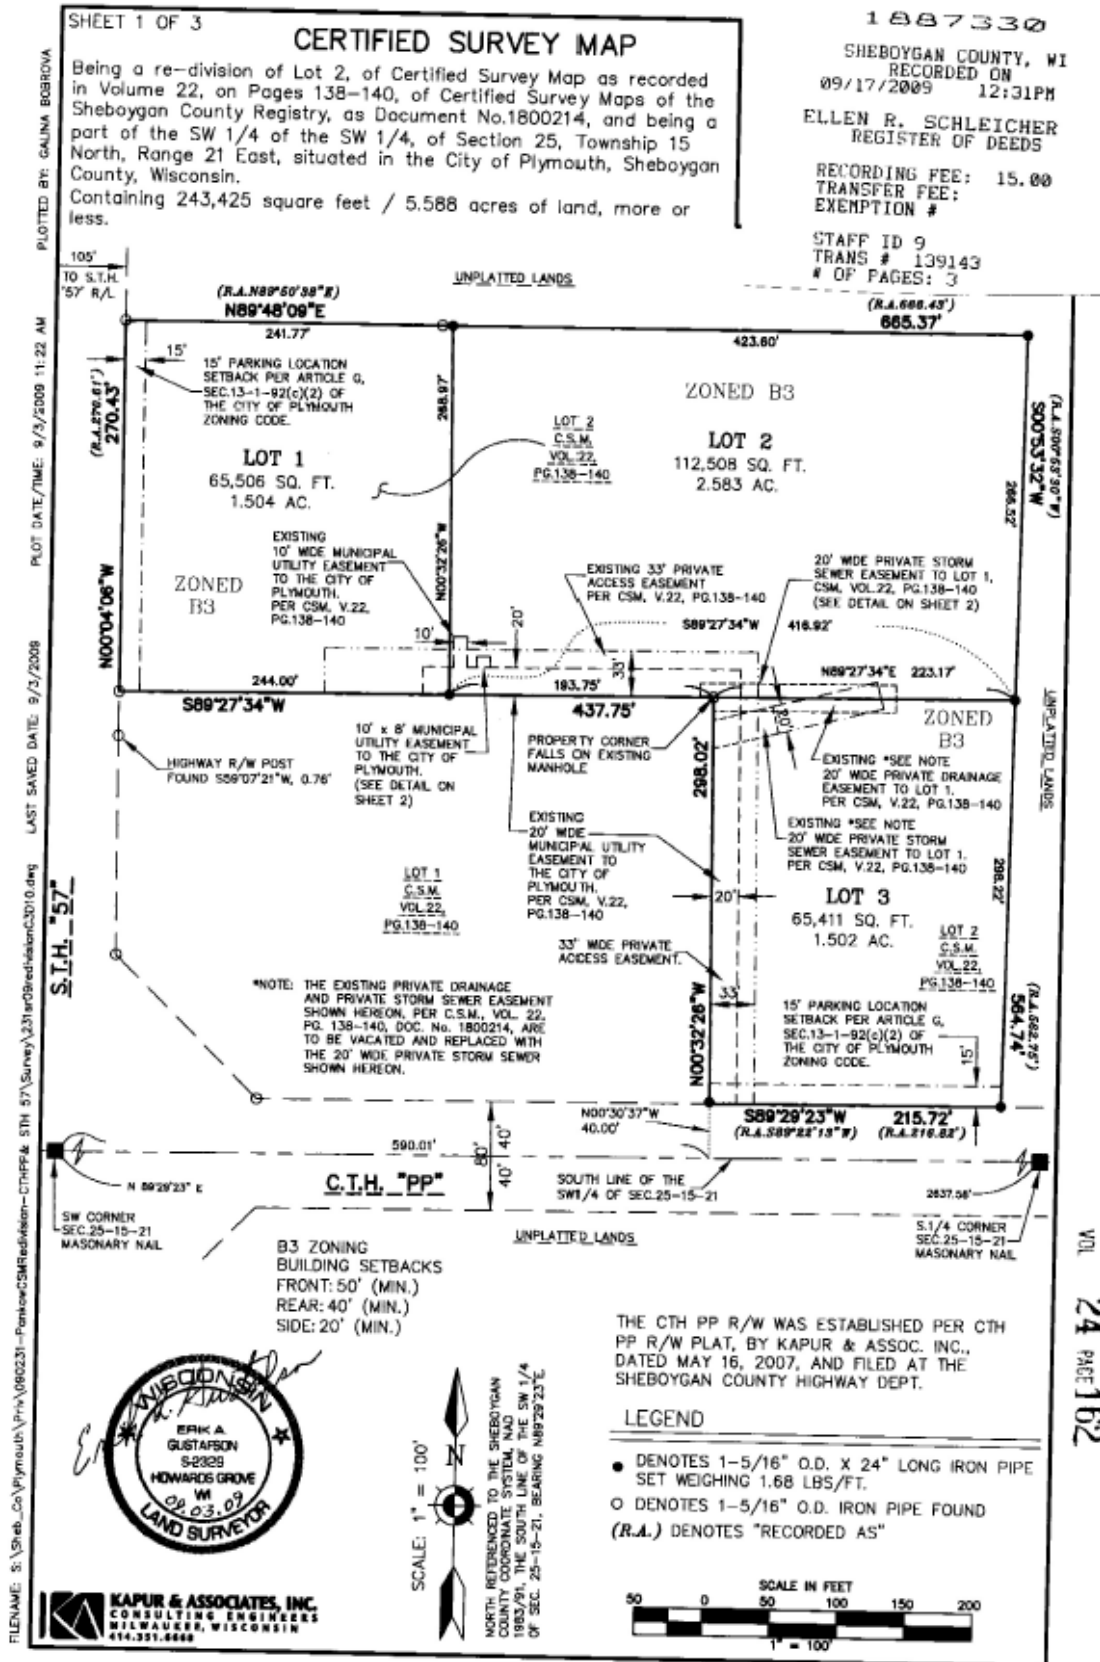 SHEET 1 OF 3
CERTIFIED SURVEY MAP
Being a re-division of Lot 2, of Certified Survey Map as recorded
in Volume 22, on Pages 138-140, of Certified Survey Maps of the
Sheboygan County Registry, as Document No.1800214, and being a
part of the SW 1/4 of the SW 1/4, of Section 25, Township 15
North, Range 21 East, situated in the City of Plymouth, Sheboygan
County, Wisconsin.
Containing 243,425 square feet / 5.588 acres of land, more or
less.
1887330
SHEBOYGAN COUNTY, WI
RECORDED ON
09/17/2009 12:31PM
ELLEN R. SCHLEICHER
REGISTER OF DEEDS
RECORDING FEE: 15.00
TRANSFER FEE:
EXEMPTION #
STAFF ID 9
TRANS # 139143
# OF PAGES: 3
PLOTTED BY: GALINA BOBROVA
PLOT DATE/TIME: 9/3/2009 11:22 AM
LAST SAVED DATE: 9/3/2009
105'
TO S.T.H.
"57" R/L
UNPLATTED LANDS
(R.A.N89°50'38"E)
N89°48'09"E
241.77'
(R.A.666.43')
665.37'
423.60'
15'
15' PARKING LOCATION
SETBACK PER ARTICLE G,
SEC.13-1-92(c)(2) OF
THE CITY OF PLYMOUTH
ZONING CODE.
(R.A.270.61')
270.43'
N00°04'06"W
LOT 1
65,506 SQ. FT.
1.504 AC.
ZONED
B3
268.97'
N00°32'26"W
LOT 2
C.S.M.
VOL.22,
PG.138-140
ZONED B3
LOT 2
112,508 SQ. FT.
2.583 AC.
(R.A.S00°53'30"W)
S00°53'32"W
266.52'
EXISTING
10' WIDE MUNICIPAL
UTILITY EASEMENT
TO THE CITY OF
PLYMOUTH.
PER CSM, V.22,
PG.138-140
EXISTING 33' PRIVATE
ACCESS EASEMENT
PER CSM, V.22, PG.138-140
20' WIDE PRIVATE STORM
SEWER EASEMENT TO LOT 1,
CSM, VOL.22, PG.138-140
(SEE DETAIL ON SHEET 2)
10'
20'
33'
S89°27'34"W 416.92'
N89°27'34"E 223.17'
244.00'
S89°27'34"W
193.75'
437.75'
20'
ZONED
B3
UNPLATTED LANDS
HIGHWAY R/W POST
FOUND S59°07'21"W, 0.76'
10' x 8' MUNICIPAL
UTILITY EASEMENT
TO THE CITY OF
PLYMOUTH.
(SEE DETAIL ON
SHEET 2)
PROPERTY CORNER
FALLS ON EXISTING
MANHOLE
298.02'
EXISTING *SEE NOTE
20' WIDE PRIVATE DRAINAGE
EASEMENT TO LOT 1.
PER CSM, V.22, PG.138-140
EXISTING *SEE NOTE
20' WIDE PRIVATE STORM
SEWER EASEMENT TO LOT 1.
PER CSM, V.22, PG.138-140
EXISTING
20' WIDE
MUNICIPAL UTILITY
EASEMENT TO
THE CITY OF
PLYMOUTH.
PER CSM, V.22,
PG.138-140
20'
LOT 3
65,411 SQ. FT.
1.502 AC.
298.22'
LOT 1
C.S.M.
VOL.22,
PG.138-140
LOT 2
C.S.M.
VOL.22,
PG.138-140
33' WIDE PRIVATE
ACCESS EASEMENT.
33'
S.T.H. "57"
*NOTE: THE EXISTING PRIVATE DRAINAGE
AND PRIVATE STORM SEWER EASEMENT
SHOWN HEREON, PER C.S.M., VOL. 22,
PG. 138-140, DOC. No. 1800214, ARE
TO BE VACATED AND REPLACED WITH
THE 20' WIDE PRIVATE STORM SEWER
SHOWN HEREON.
N00°32'26"W
15' PARKING LOCATION
SETBACK PER ARTICLE G,
SEC.13-1-92(c)(2) OF
THE CITY OF PLYMOUTH
ZONING CODE.
15'
564.74'
N00°30'37"W
40.00'
S89°29'23"W 215.72'
(R.A.S89°22'13"W) (R.A.216.62')
590.01'
80'
40'
40'
C.T.H. "PP"
N 89°29'23" E
SOUTH LINE OF THE
SW1/4 OF SEC.25-15-21
2637.56'
SW CORNER
SEC.25-15-21
MASONARY NAIL
S.1/4 CORNER
SEC.25-15-21
MASONARY NAIL
UNPLATTED LANDS
B3 ZONING
BUILDING SETBACKS
FRONT: 50' (MIN.)
REAR: 40' (MIN.)
SIDE: 20' (MIN.)
THE CTH PP R/W WAS ESTABLISHED PER CTH
PP R/W PLAT, BY KAPUR & ASSOC. INC.,
DATED MAY 16, 2007, AND FILED AT THE
SHEBOYGAN COUNTY HIGHWAY DEPT.
VOL 24 PAGE 162
LEGEND
● DENOTES 1-5/16" O.D. X 24" LONG IRON PIPE
SET WEIGHING 1.68 LBS/FT.
O DENOTES 1-5/16" O.D. IRON PIPE FOUND
(R.A.) DENOTES "RECORDED AS"
WISCONSIN
ERIK A.
GUSTAFSON
S-2329
HOWARDS GROVE
WI
09.03.09
LAND SURVEYOR
SCALE: 1" = 100'
N
NORTH REFERENCED TO THE SHEBOYGAN
COUNTY COORDINATE SYSTEM, NAD
1983/91, THE SOUTH LINE OF THE SW 1/4
OF SEC. 25-15-21, BEARING N89°29'23"E.
KAPUR & ASSOCIATES, INC.
CONSULTING ENGINEERS
MILWAUKEE, WISCONSIN
414.351.6668
SCALE IN FEET
50 0 50 100 150 200
1" = 100'